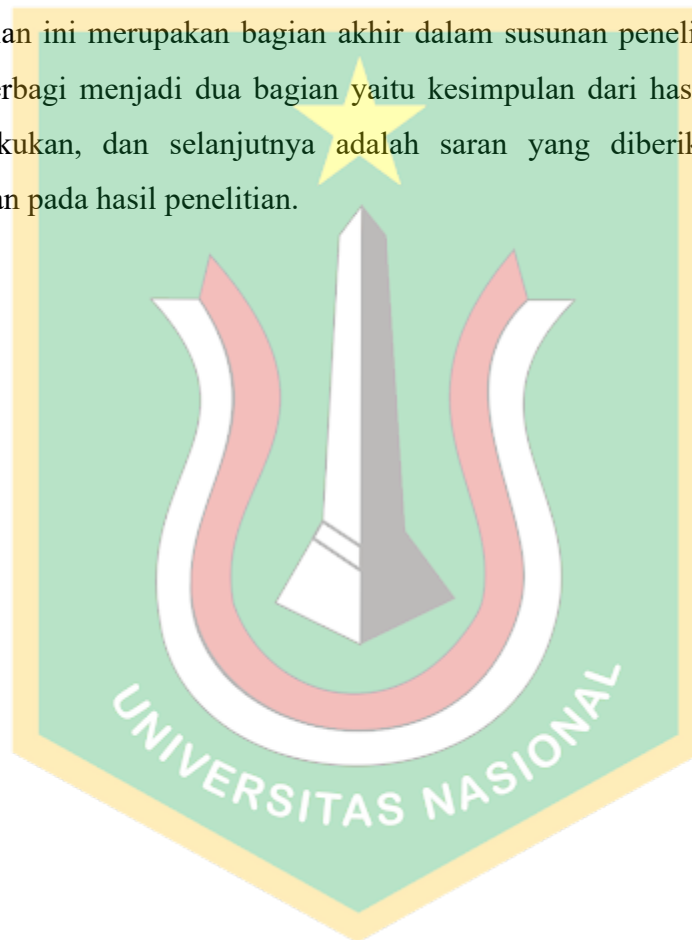 an ini merupakan bagian akhir dalam susunan peneli
erbagi menjadi dua bagian yaitu kesimpulan dari has
kukan, dan selanjutnya adalah saran yang diberik
an pada hasil penelitian.
UNIVERSITAS NASIONAL